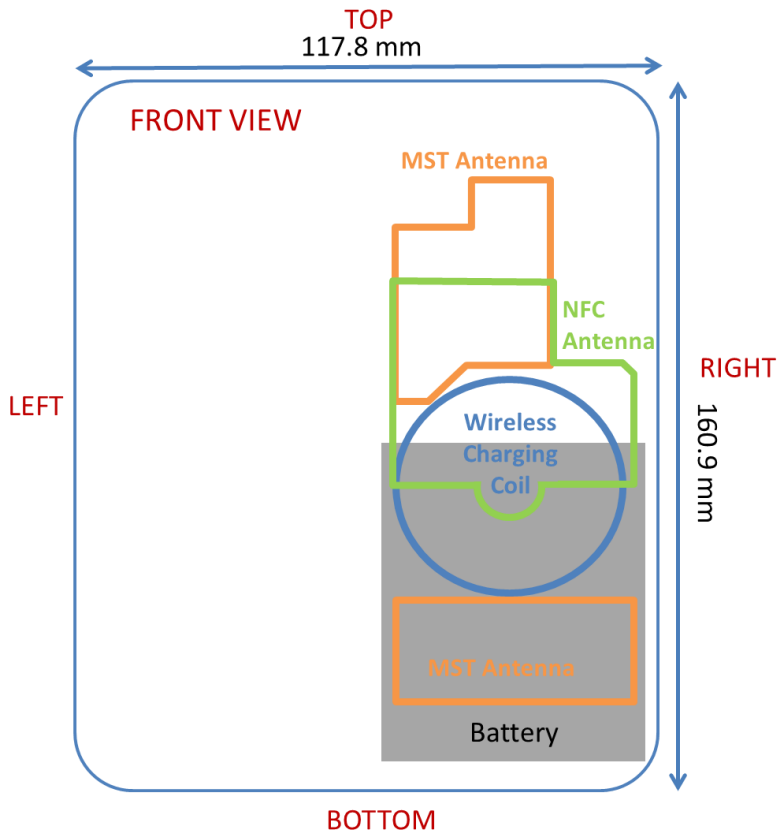 TOP
117.8 mm
FRONT VIEW
MST Antenna
NFC
Antenna
RIGHT
LEFT
160.9 mm
Wireless
Charging
Coil
MST Antenna
Battery
BOTTOM